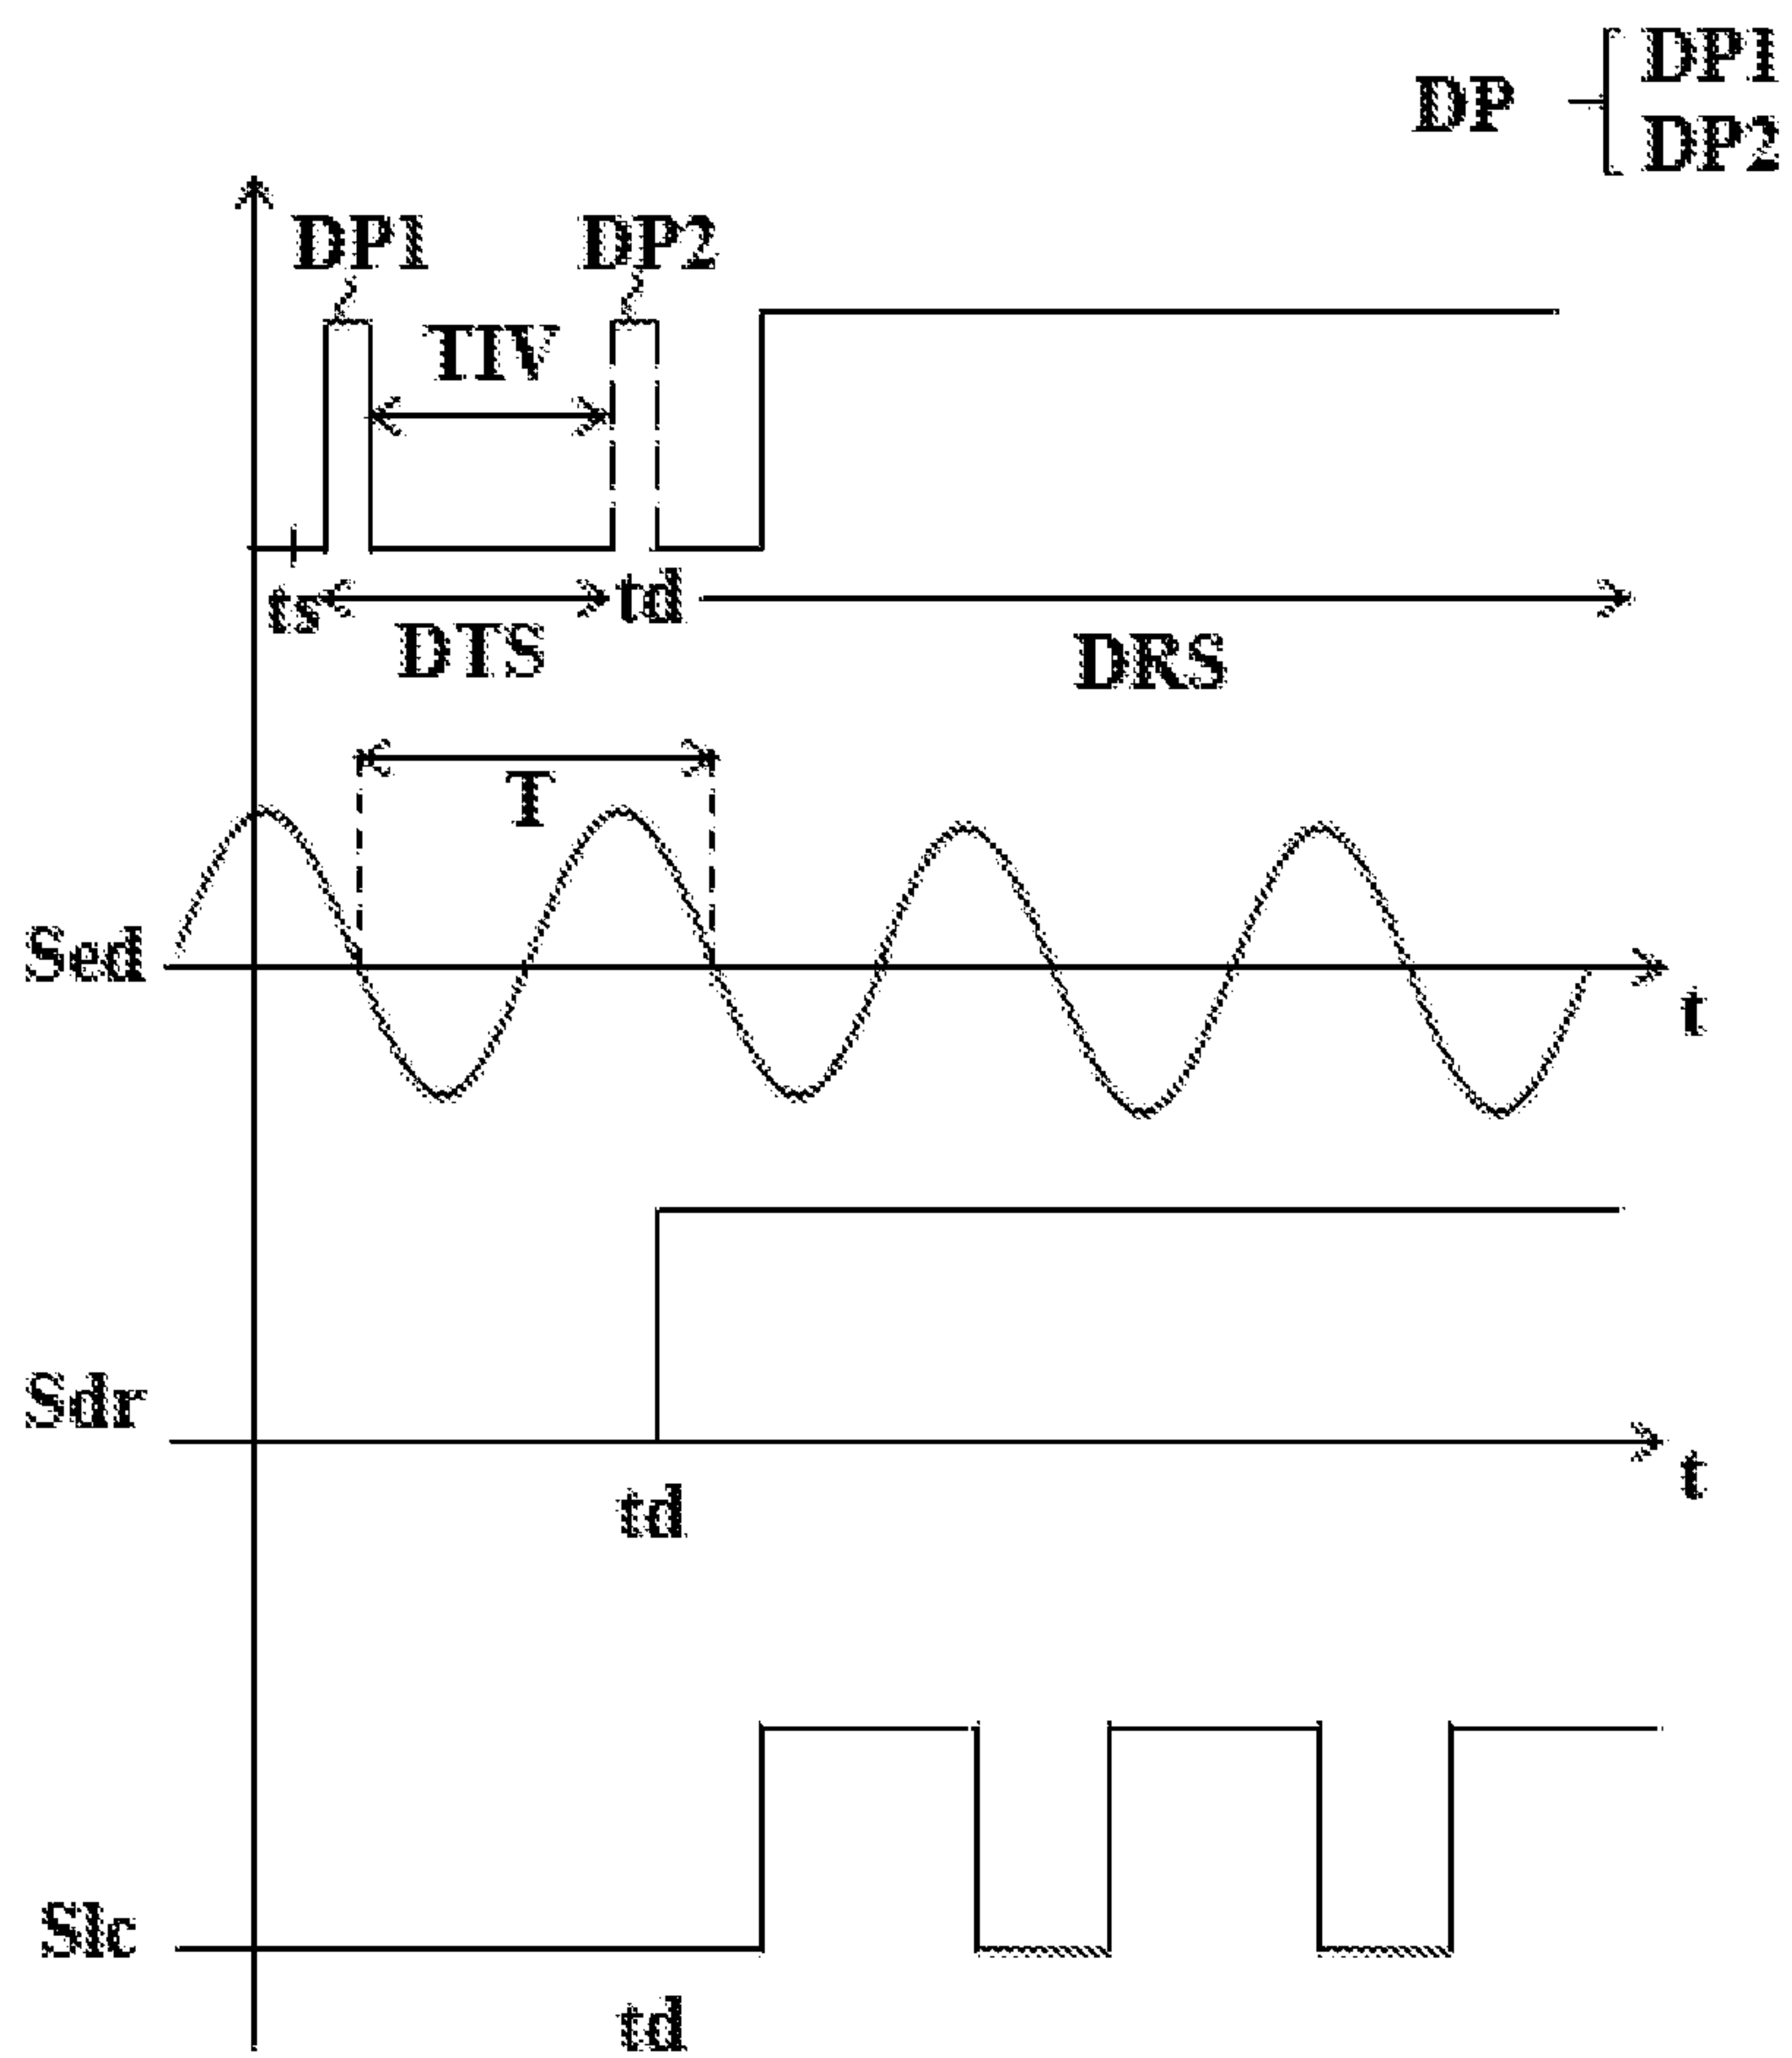 DP1
DP
DP2
DP1 DP2
TIV
ts td
DTS DRS
T
Sed
t
Sdr
t
td
Slc
td